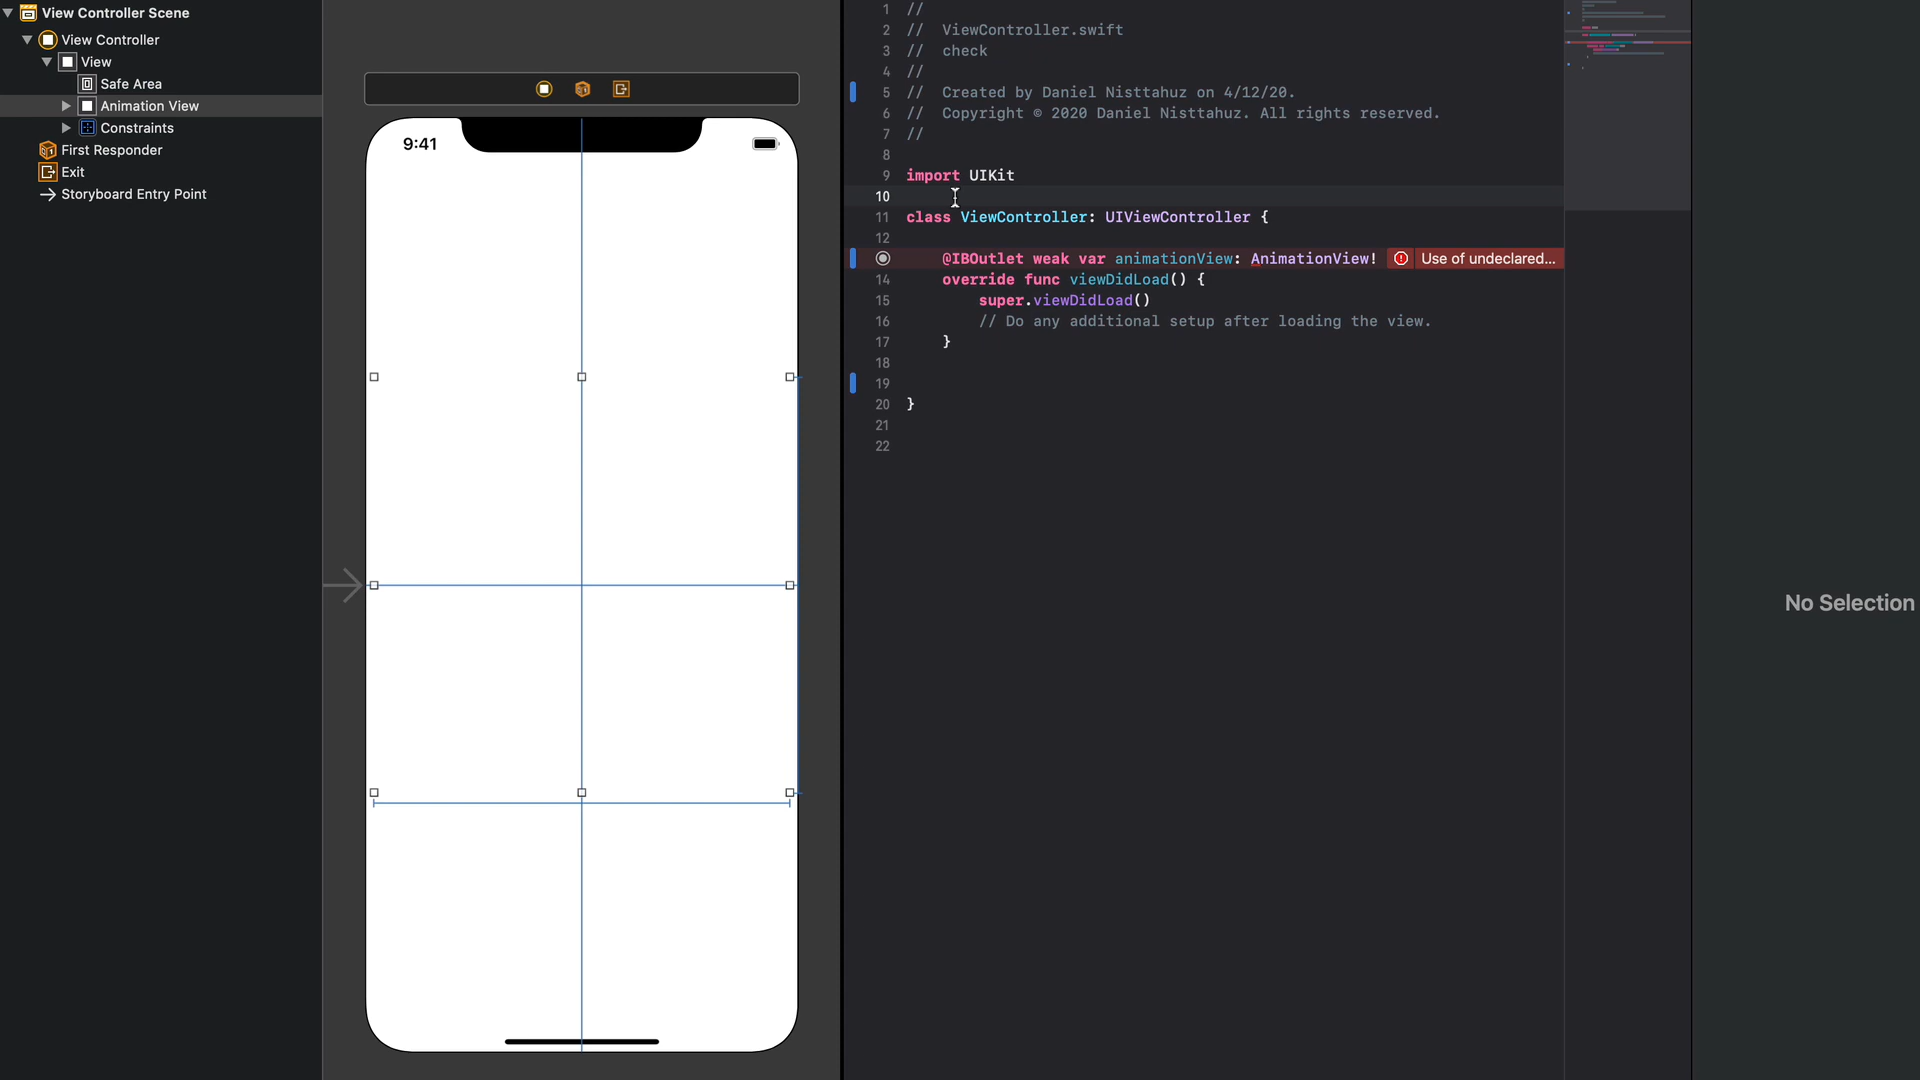 View Controller Scene
View Controller
View
Safe Area
Animation View
Constraints
First Responder
Exit
Storyboard Entry Point
9:41
1 //
2 //  ViewController.swift
3 //  check
4 //
5 //  Created by Daniel Nisttahuz on 4/12/20.
6 //  Copyright © 2020 Daniel Nisttahuz. All rights reserved.
7 //
8
9 import UIKit
10
11 class ViewController: UIViewController {
12
@IBOutlet weak var animationView: AnimationView! Use of undeclared...
14 override func viewDidLoad() {
15 super.viewDidLoad()
16 // Do any additional setup after loading the view.
17 }
18
19
20 }
21
22
No Selection